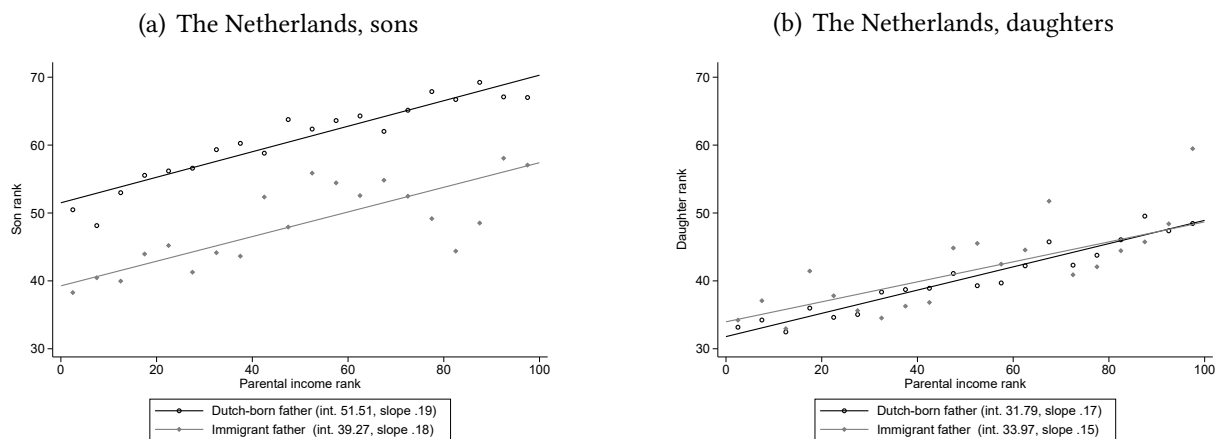 (a) The Netherlands, sons
70
60
50
40
30
Son rank
0 20 40 60 80 100
Parental income rank
Dutch-born father (int. 51.51, slope .19)
Immigrant father (int. 39.27, slope .18)
(b) The Netherlands, daughters
70
60
50
40
30
Daughter rank
0 20 40 60 80 100
Parental income rank
Dutch-born father (int. 31.79, slope .17)
Immigrant father (int. 33.97, slope .15)